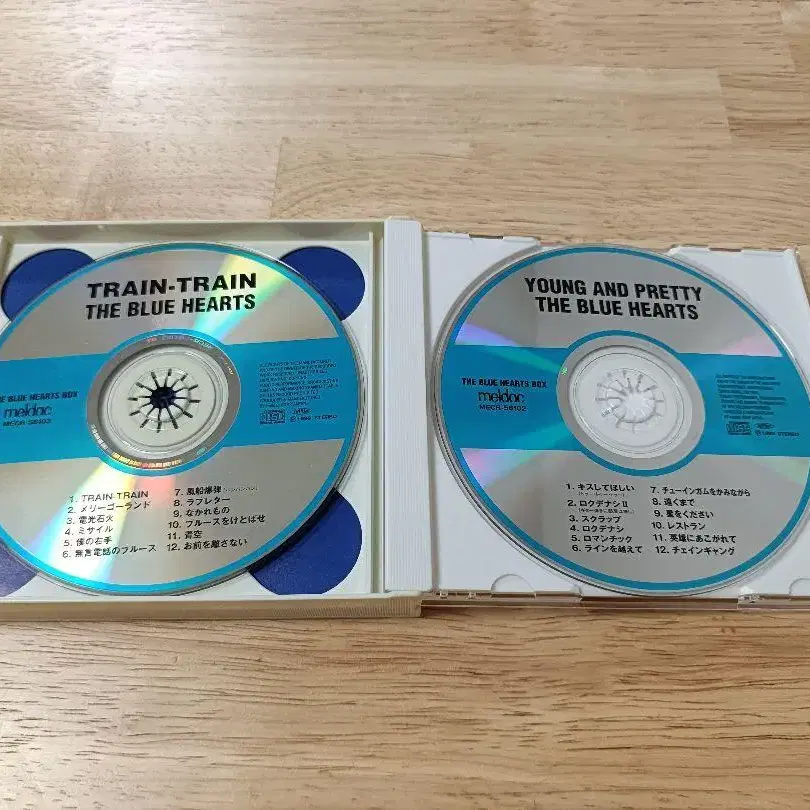 TRAIN-TRAIN
THE BLUE HEARTS
THE BLUE HEARTS BOX
meldac
1. TRAIN-TRAIN
2. メリーゴーランド
3.電光石火
4. ミサイル
5. 僕の右手
6. 無言電話のブルース
7. 風船爆弾
8. ラブレター
9. ながれもの
10. ブルースをけとばせ
11. 青空
12. お前を離さない
YOUNG AND PRETTY
THE BLUE HEARTS
THE BLUE HEARTS BOX
meldac
MECR-58102
STEREO
1. キスしてほしい
2. ロクデナシII
3. スクラップ
4. ロクデナシ
5. ロマンチック
6. ラインを越えて
7. チューインガムをかみながら
8. 遠くまで
9. 星をください
10. レストラン
11. 英雄にあこがれて
12. チェインギャング